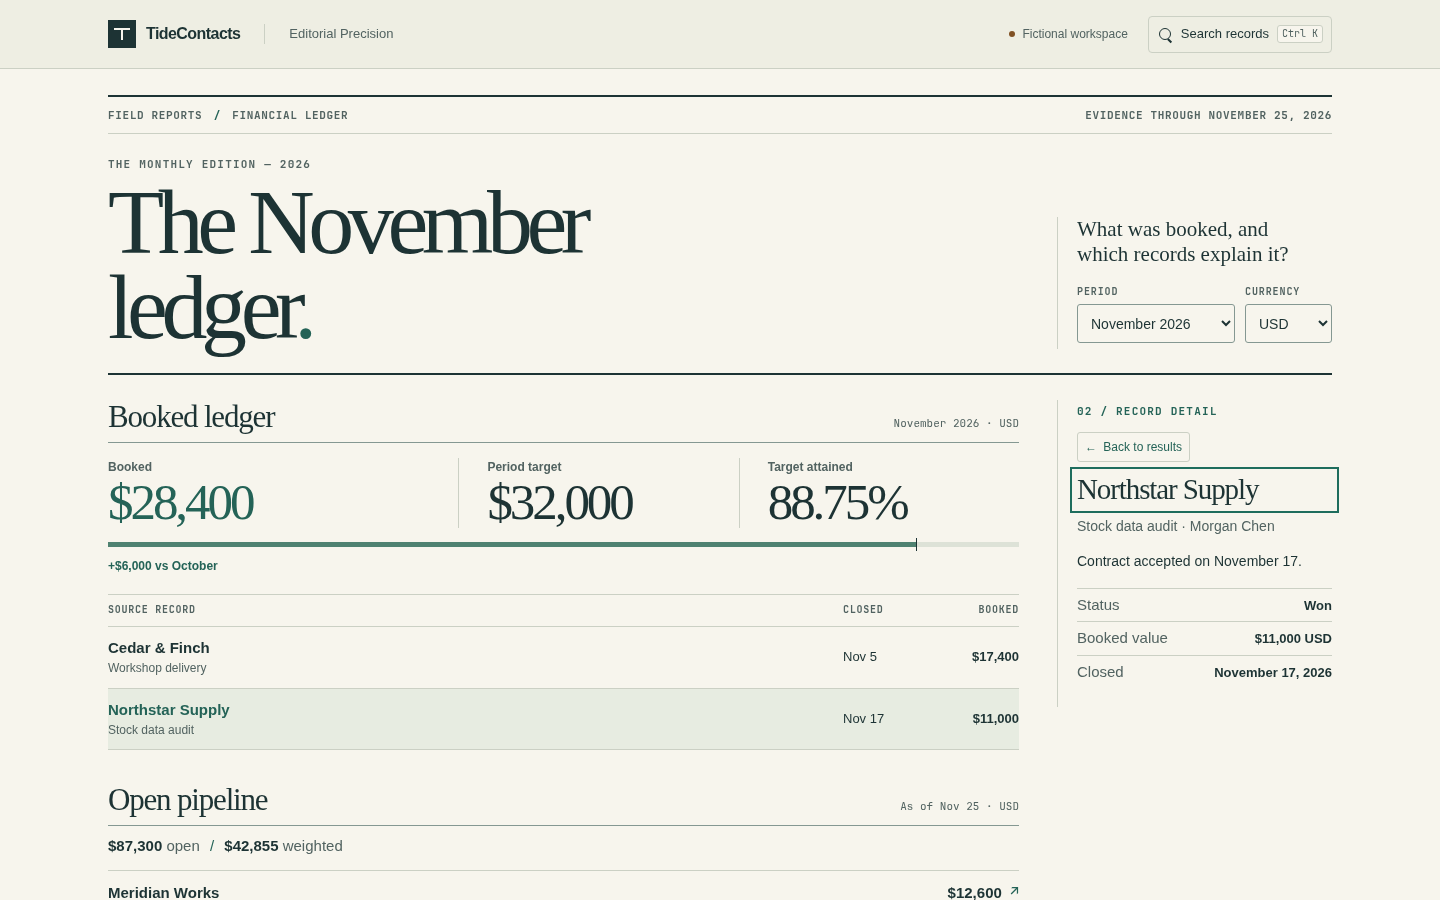 TideContacts
Editorial Precision
Fictional workspace
Search records Ctrl K
FIELD REPORTS / FINANCIAL LEDGER
EVIDENCE THROUGH NOVEMBER 25, 2026
THE MONTHLY EDITION — 2026
The November
ledger.
What was booked, and
which records explain it?
PERIOD
CURRENCY
November 2026
USD
Booked ledger
November 2026 · USD
Booked
$28,400
Period target
$32,000
Target attained
88.75%
+$6,000 vs October
SOURCE RECORD CLOSED BOOKED
Cedar & Finch
Workshop delivery
Nov 5
$17,400
Northstar Supply
Stock data audit
Nov 17
$11,000
Open pipeline
As of Nov 25 · USD
$87,300 open / $42,855 weighted
Meridian Works
$12,600 ↗
02 / RECORD DETAIL
← Back to results
Northstar Supply
Stock data audit · Morgan Chen
Contract accepted on November 17.
Status Won
Booked value $11,000 USD
Closed November 17, 2026